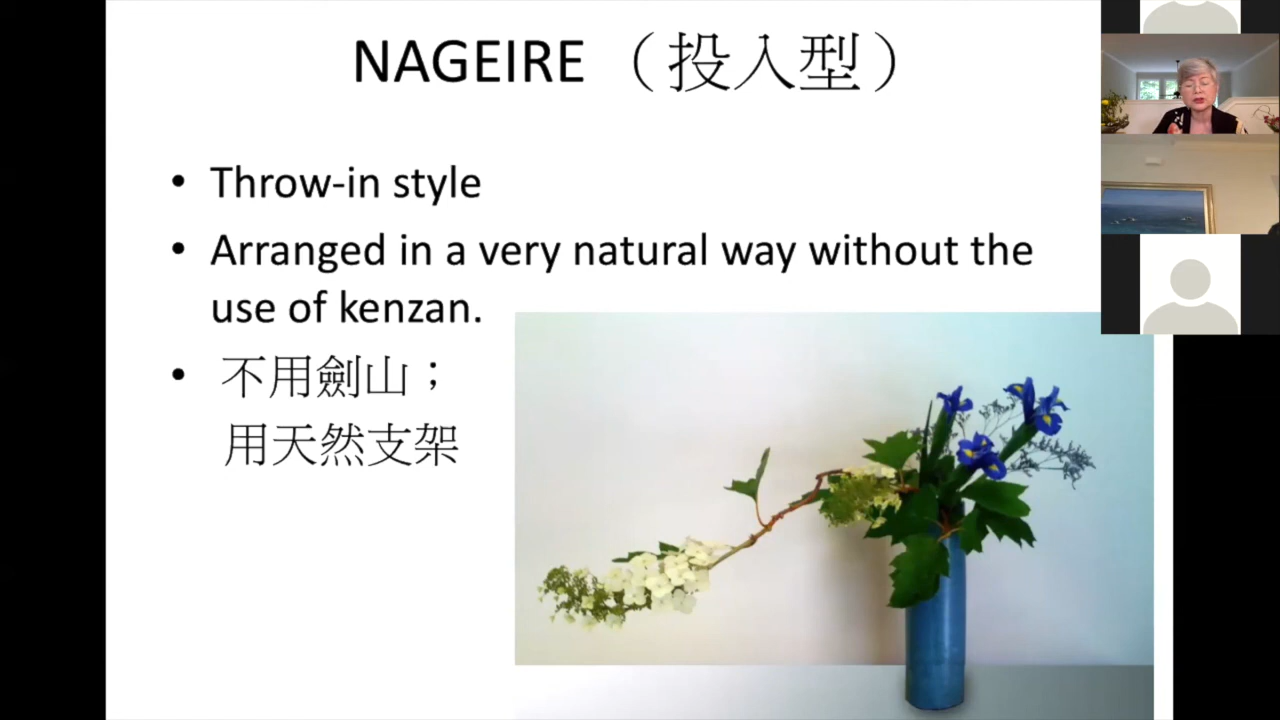 NAGEIRE （投入型）
• Throw-in style
• Arranged in a very natural way without the
use of kenzan.
• 不用劍山；
用天然支架